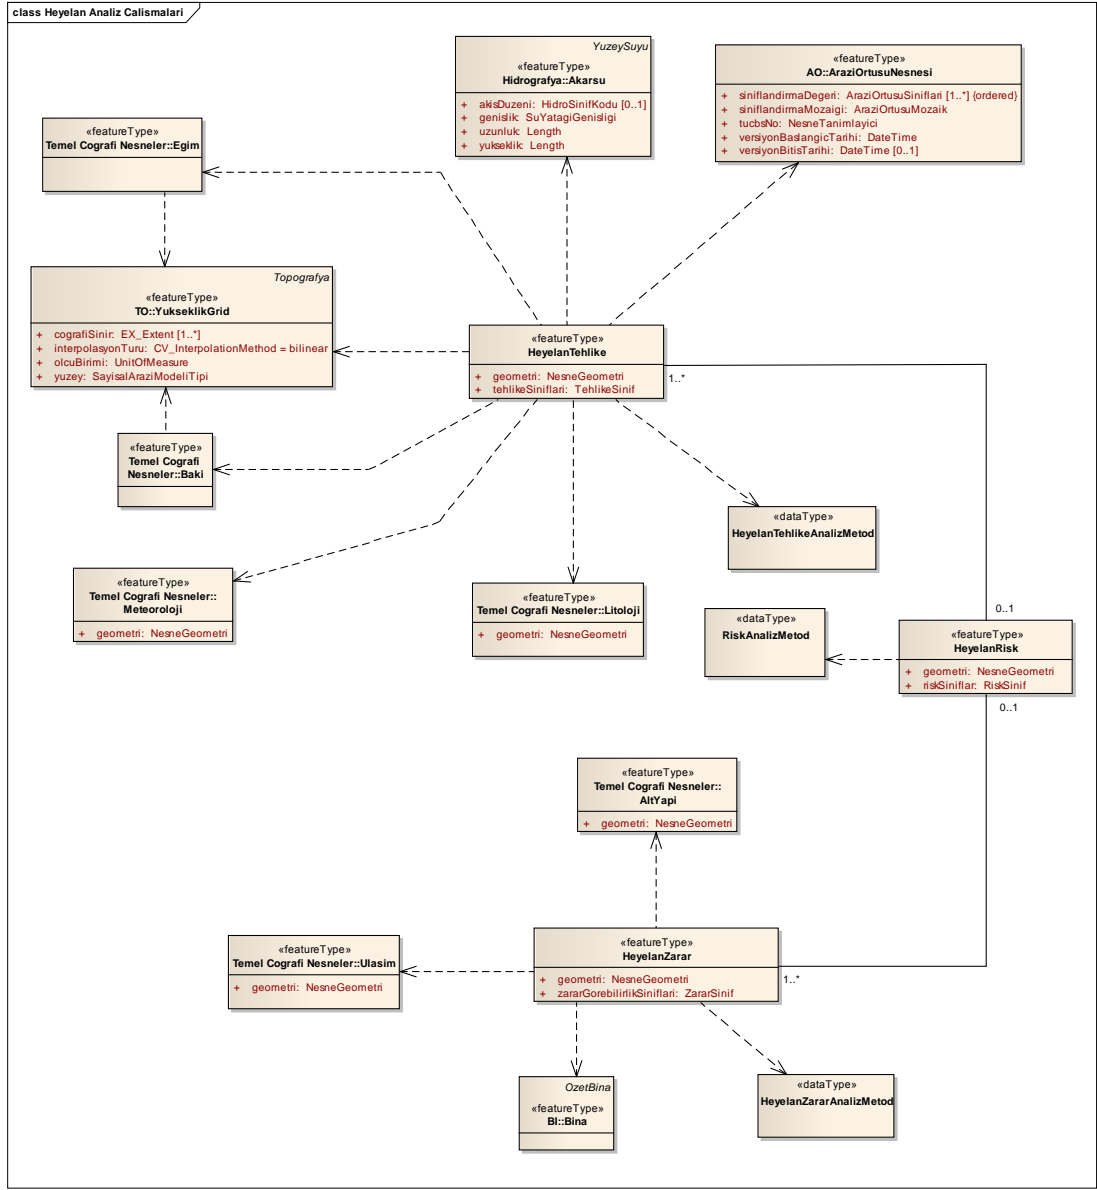 class Heyelan Analiz Calismalari
YuzeySuyu
«featureType»
Hidrografya::Akarsu
+ akisDuzeni: HidroSinifKodu [0..1]
+ genislik: SuYatagiGenisligi
+ uzunluk: Length
+ yukseklik: Length
«featureType»
AO::AraziOrtusuNesnesi
+ siniflandirmaDegeri: AraziOrtusuSiniflari [1..*] {ordered}
+ siniflandirmaMozaigi: AraziOrtusuMozaik
+ tucbsNo: NesneTanimlayici
+ versiyonBaslangicTarihi: DateTime
+ versiyonBitisTarihi: DateTime [0..1]
«featureType»
Temel Cografi Nesneler::Egim
Topografya
«featureType»
TO::YukseklikGrid
+ cografiSinir: EX_Extent [1..*]
+ interpolasyonTuru: CV_InterpolationMethod = bilinear
+ olcuBirimi: UnitOfMeasure
+ yuzey: SayisalAraziModeliTipi
«featureType»
HeyelanTehlike
+ geometri: NesneGeometri
+ tehlikeSiniflari: TehlikeSinif
1..*
«featureType»
Temel Cografi
Nesneler::Baki
«dataType»
HeyelanTehlikeAnalizMetod
«featureType»
Temel Cografi Nesneler::
Meteoroloji
+ geometri: NesneGeometri
«featureType»
Temel Cografi Nesneler::Litoloji
+ geometri: NesneGeometri
«dataType»
RiskAnalizMetod
0..1
«featureType»
HeyelanRisk
+ geometri: NesneGeometri
+ riskSiniflar: RiskSinif
0..1
«featureType»
Temel Cografi Nesneler::
AltYapi
+ geometri: NesneGeometri
«featureType»
Temel Cografi Nesneler::Ulasim
+ geometri: NesneGeometri
«featureType»
HeyelanZarar
+ geometri: NesneGeometri
+ zararGorebilirlikSiniflari: ZararSinif
1..*
OzetBina
«featureType»
BI::Bina
«dataType»
HeyelanZararAnalizMetod